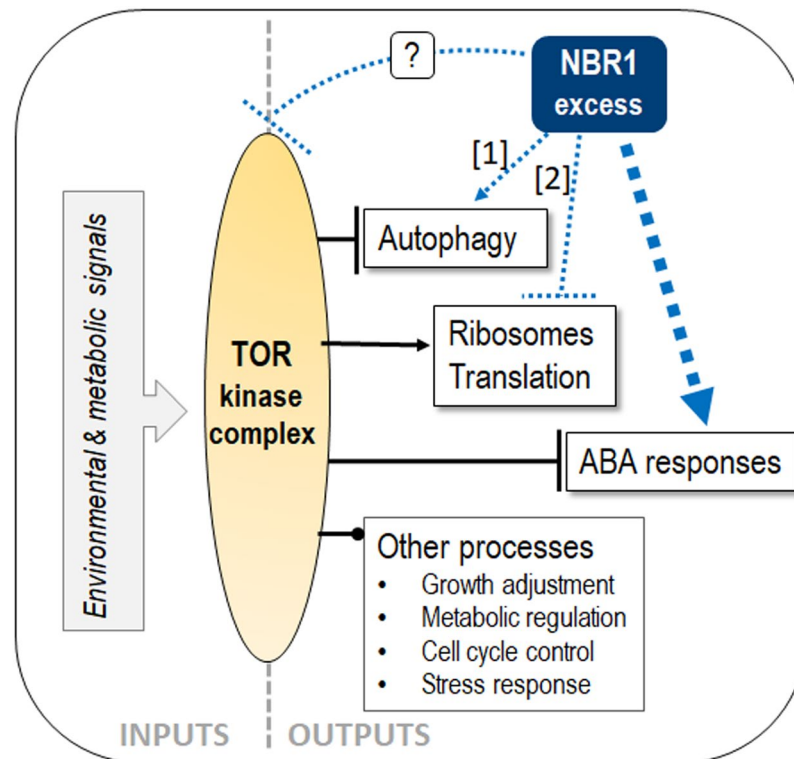 ?
NBR1
excess
[1]
[2]
Autophagy
Environmental & metabolic signals
TOR
kinase
complex
Ribosomes
Translation
ABA responses
Other processes
• Growth adjustment
• Metabolic regulation
• Cell cycle control
• Stress response
INPUTS
OUTPUTS